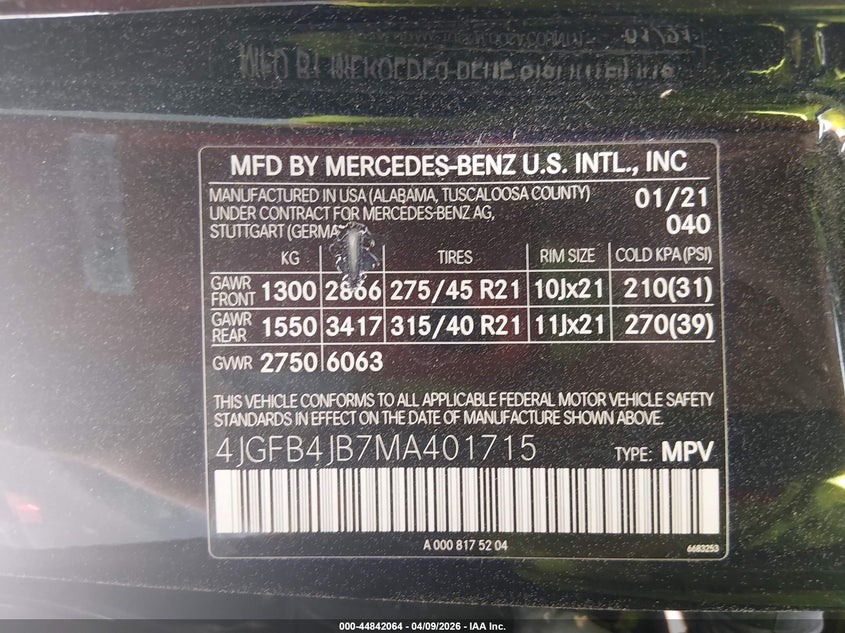 MFD BY MERCEDES-BENZ U.S. INTL., INC
MANUFACTURED IN USA (ALABAMA, TUSCALOOSA COUNTY) 01/21
UNDER CONTRACT FOR MERCEDES-BENZ AG, 040
STUTTGART
KG TIRES RIM SIZE COLD KPA(PSI)
GAWR FRONT 1300 2866 275/45 R21 10Jx21 210(31)
GAWR REAR 1550 3417 315/40 R21 11Jx21 270(39)
GVWR 2750 6063
THIS VEHICLE CONFORMS TO ALL APPLICABLE FEDERAL MOTOR VEHICLE SAFETY
STANDARDS IN EFFECT ON THE DATE OF MANUFACTURE SHOWN ABOVE.
4JGFB4JB7MA401715 TYPE: MPV
A 000 817 52 04 6683253
000-44842064 - 04/09/2026 - IAA Inc.